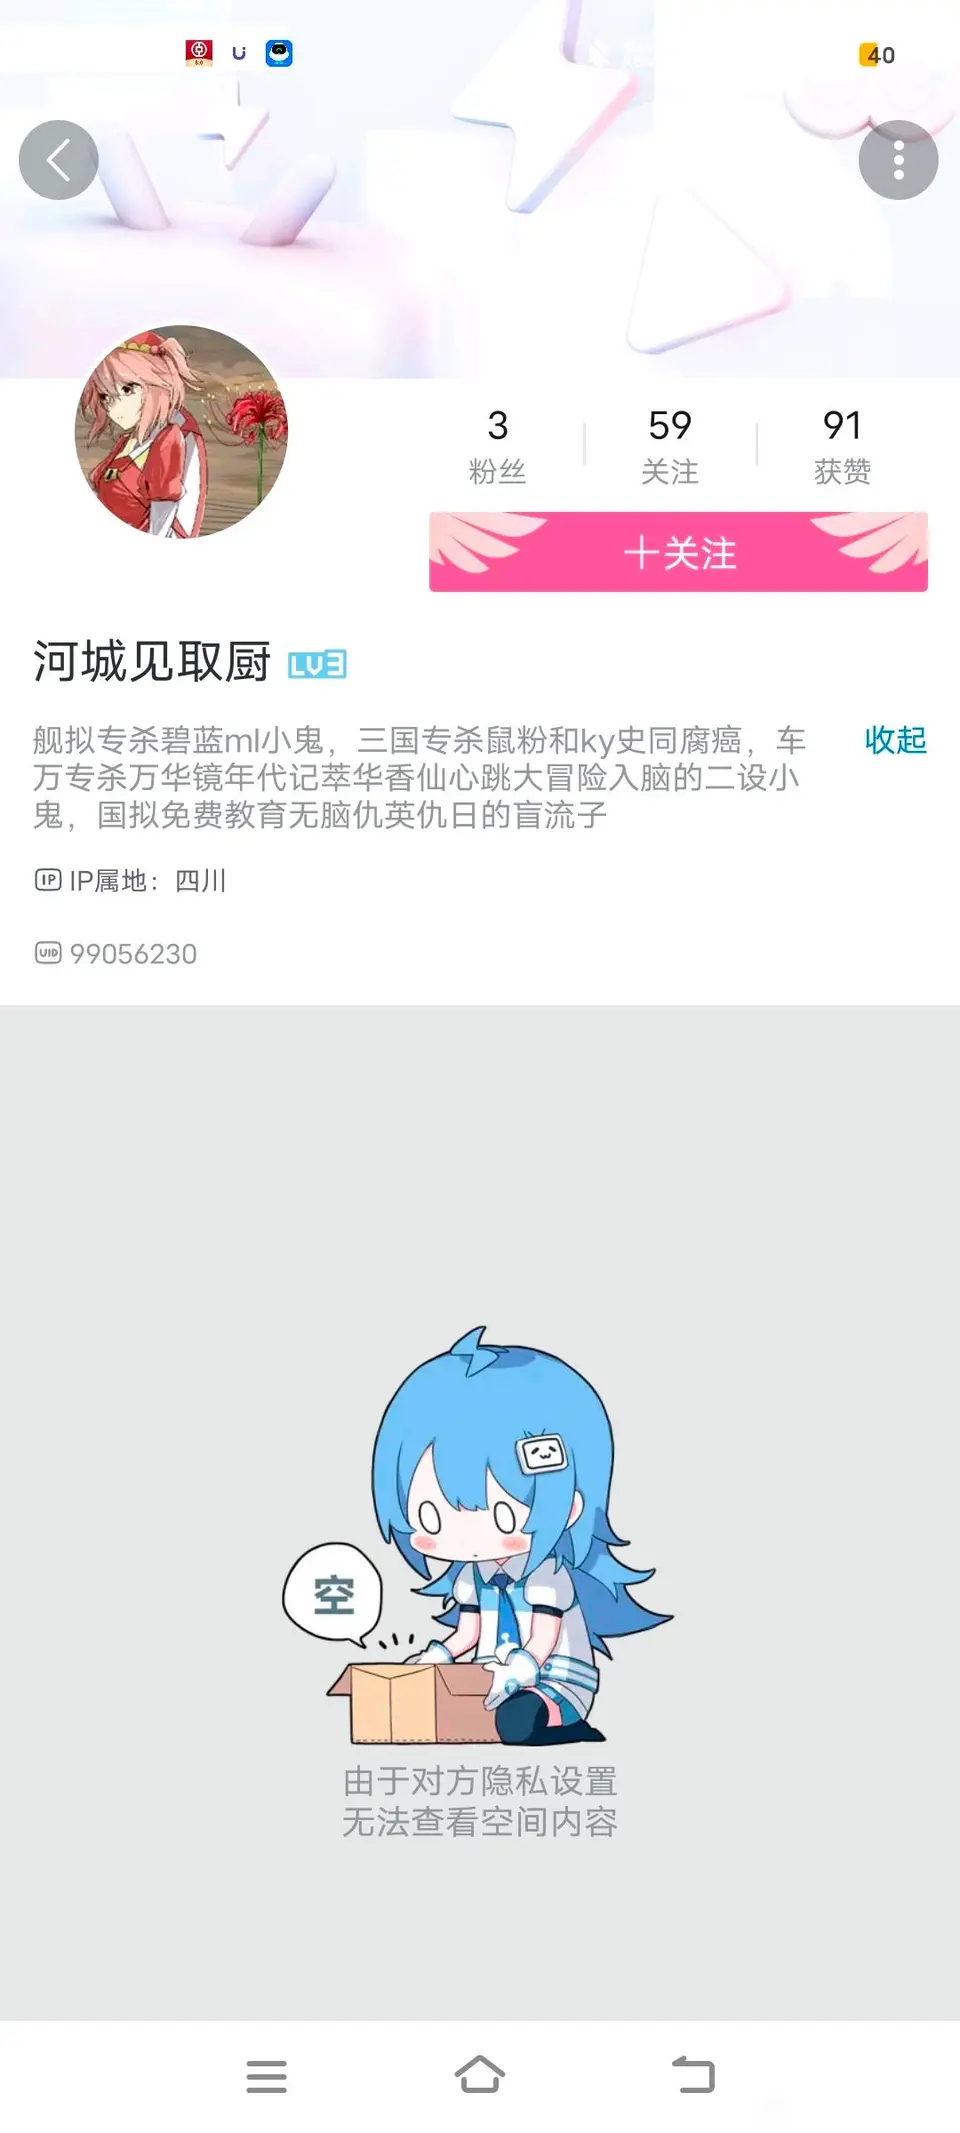 40
3
59
91
粉丝
关注
获赞
十关注
河城见取厨 LV3
舰拟专杀碧蓝ml小鬼，三国专杀鼠粉和ky史同腐癌，车
收起
万专杀万华镜年代记萃华香仙心跳大冒险入脑的二设小
鬼，国拟免费教育无脑仇英仇日的盲流子
IP IP属地：四川
UID 99056230
空
由于对方隐私设置
无法查看空间内容